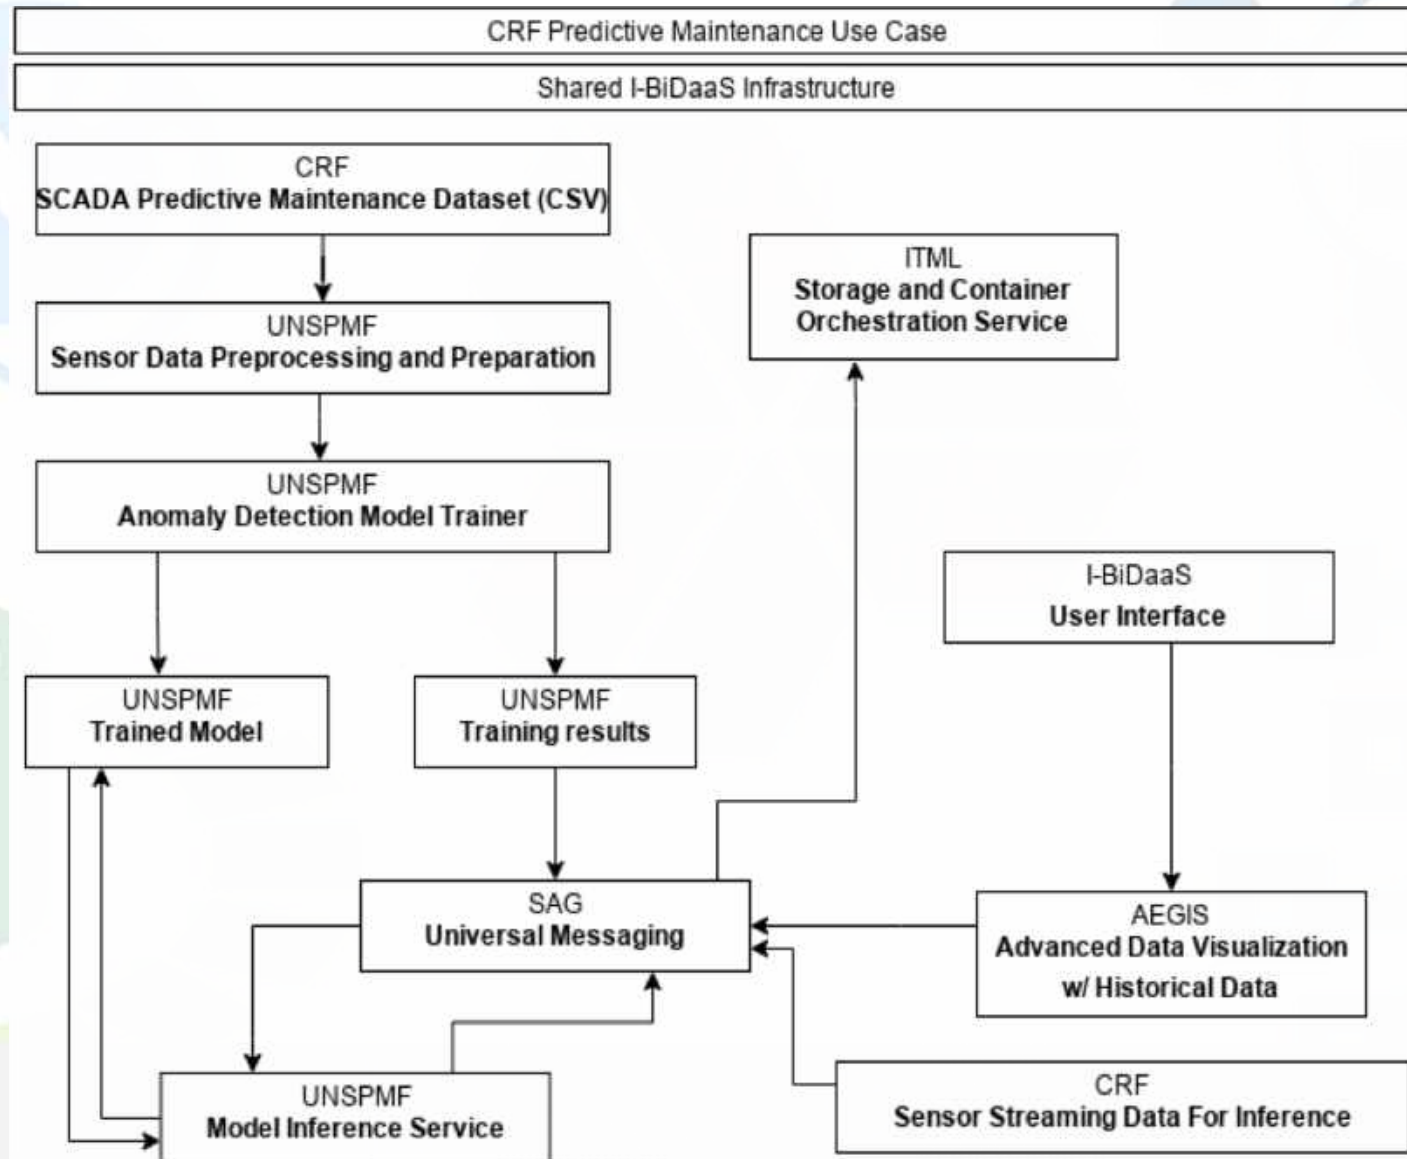 CRF Predictive Maintenance Use Case
Shared I-BiDaaS Infrastructure
CRF
SCADA Predictive Maintenance Dataset (CSV)
ITML
Storage and Container
Orchestration Service
UNSPMF
Sensor Data Preprocessing and Preparation
UNSPMF
Anomaly Detection Model Trainer
I-BiDaaS
User Interface
UNSPMF
Trained Model
UNSPMF
Training results
SAG
Universal Messaging
AEGIS
Advanced Data Visualization
w/ Historical Data
UNSPMF
Model Inference Service
CRF
Sensor Streaming Data For Inference